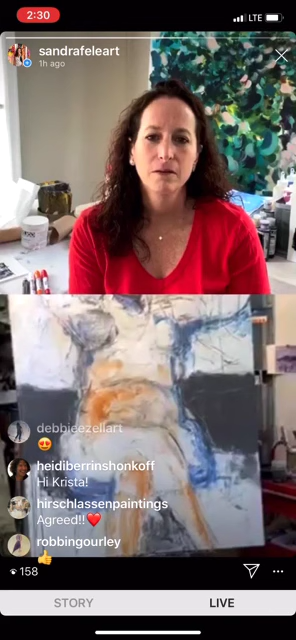 2:30
LTE
sandrafeleart
1h ago
debbieezellart
😍
heidiberrinshonkoff
Hi Krista!
hirschlassenpaintings
Agreed!!❤️
robbingourley
👍
158
STORY
LIVE